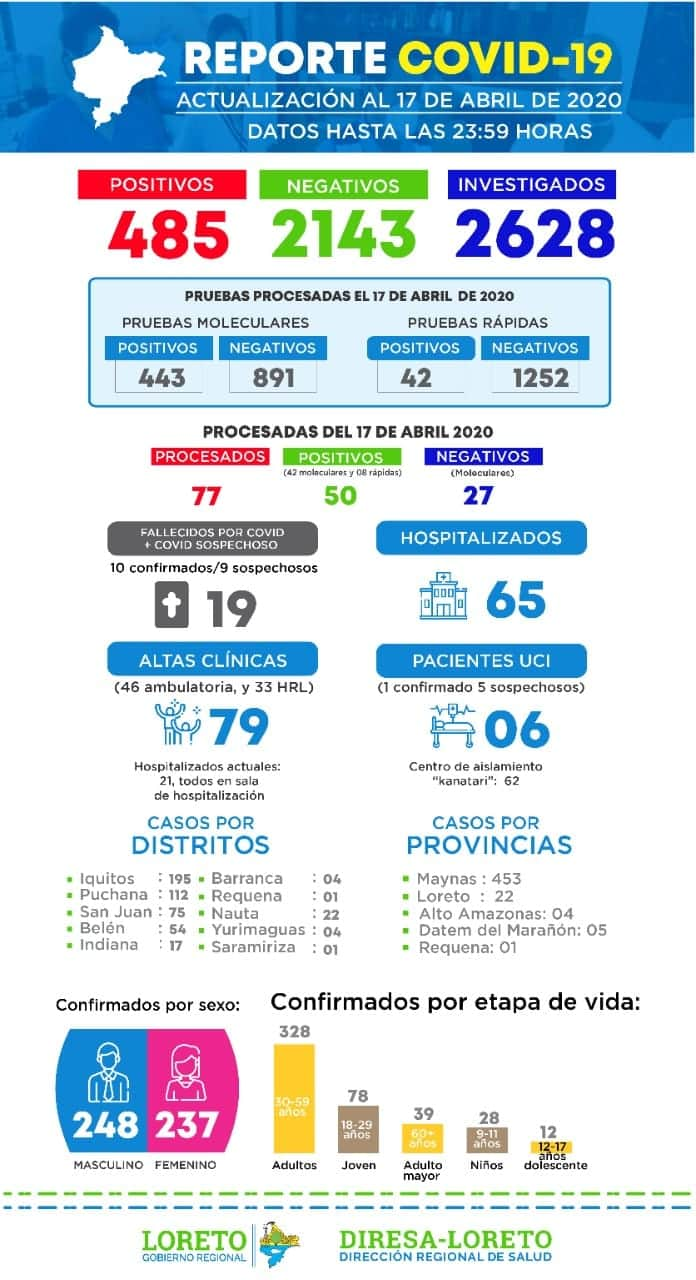 REPORTE COVID-19
ACTUALIZACIÓN AL 17 DE ABRIL DE 2020
DATOS HASTA LAS 23:59 HORAS
POSITIVOS
485
NEGATIVOS
2143
INVESTIGADOS
2628
PRUEBAS PROCESADAS EL 17 DE ABRIL DE 2020
PRUEBAS MOLECULARES
POSITIVOS
443
NEGATIVOS
891
PRUEBAS RÁPIDAS
POSITIVOS
42
NEGATIVOS
1252
PROCESADAS DEL 17 DE ABRIL 2020
PROCESADOS
77
POSITIVOS
(42 moleculares y 08 rápidas)
50
NEGATIVOS
(Moleculares)
27
FALLECIDOS POR COVID
+ COVID SOSPECHOSO
10 confirmados/9 sospechosos
19
HOSPITALIZADOS
65
ALTAS CLÍNICAS
(46 ambulatoria, y 33 HRL)
79
Hospitalizados actuales:
21, todos en sala
de hospitalización
PACIENTES UCI
(1 confirmado 5 sospechosos)
06
Centro de aislamiento
"kanatari": 62
CASOS POR
DISTRITOS
Iquitos : 195
Puchana : 112
San Juan : 75
Belén : 54
Indiana : 17
Barranca : 04
Requena : 01
Nauta : 22
Yurimaguas : 04
Saramiriza : 01
CASOS POR
PROVINCIAS
Maynas : 453
Loreto : 22
Alto Amazonas: 04
Datem del Marañón: 05
Requena: 01
Confirmados por sexo:
248
MASCULINO
237
FEMENINO
Confirmados por etapa de vida:
328
30-59
años
Adultos
78
18-29
años
Joven
39
60+
años
Adulto
mayor
28
9-11
años
Niños
12
12-17
años
dolescente
LORETO
GOBIERNO REGIONAL
DIRESA-LORETO
DIRECCIÓN REGIONAL DE SALUD